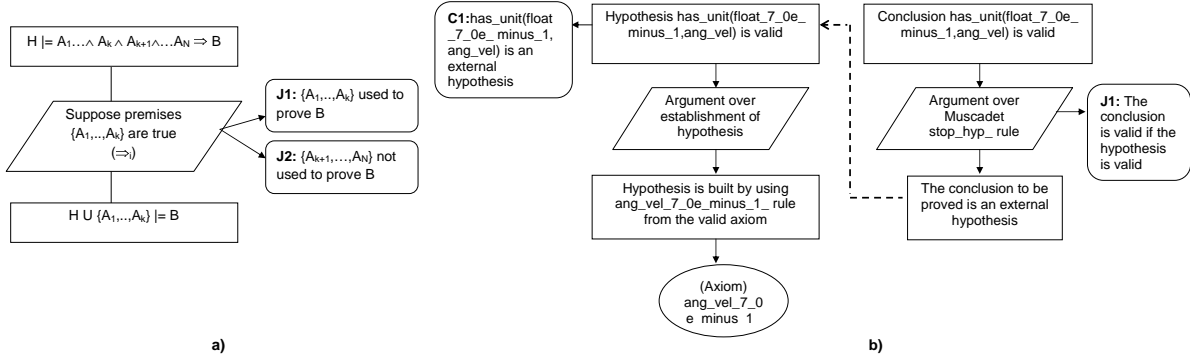 H |= A1…∧ Ak ∧ Ak+1∧…AN ⇒ B
Suppose premises
{A1,..,Ak} are true
(⇒i)
J1: {A1,..,Ak} used to
prove B
J2: {Ak+1,…,AN} not
used to prove B
H U {A1,..,Ak} |= B
a)
C1:has_unit(float
_7_0e_ minus_1,
ang_vel) is an
external
hypothesis
Hypothesis has_unit(float_7_0e_
minus_1,ang_vel) is valid
Argument over
establishment of
hypothesis
Hypothesis is built by using
ang_vel_7_0e_minus_1_ rule
from the valid axiom
(Axiom)
ang_vel_7_0
e_minus_1
Conclusion has_unit(float_7_0e_
minus_1,ang_vel) is valid
Argument over
Muscadet
stop_hyp_ rule
J1: The
conclusion
is valid if the
hypothesis
is valid
The conclusion to be
proved is an external
hypothesis
b)